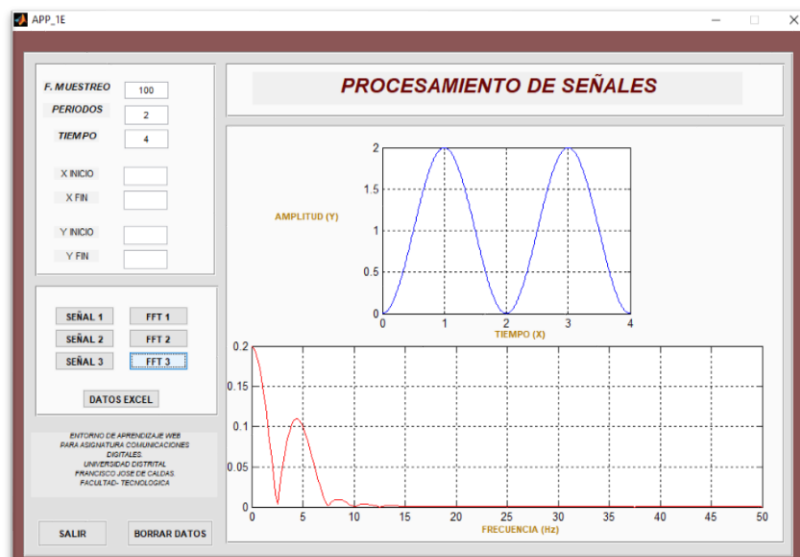 APP_1E
F. MUESTREO 100
PERIODOS 2
TIEMPO 4
X INICIO
X FIN
Y INICIO
Y FIN
SEÑAL 1 FFT 1
SEÑAL 2 FFT 2
SEÑAL 3 FFT 3
DATOS EXCEL
ENTORNO DE APRENDIZAJE WEB
PARA ASIGNATURA COMUNICACIONES
DIGITALES.
UNIVERSIDAD DISTRITAL
FRANCISCO JOSE DE CALDAS.
FACULTAD- TECNOLOGICA
SALIR BORRAR DATOS
PROCESAMIENTO DE SEÑALES
AMPLITUD (Y)
2
1.5
1
0.5
0
0 1 2 3 4
TIEMPO (X)
0.2
0.15
0.1
0.05
0
0 5 10 15 20 25 30 35 40 45 50
FRECUENCIA (Hz)